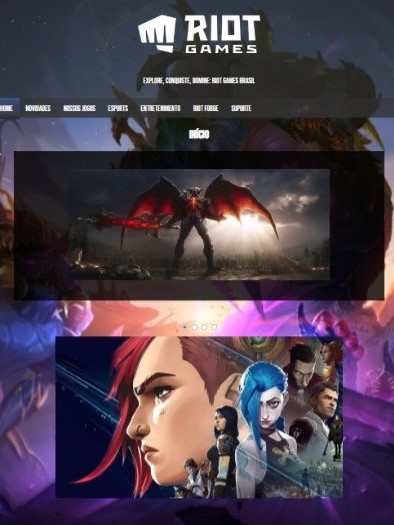 RIOT
GAMES
EXPLORE, CONQUISTE, DOMINE: RIOT GAMES BRASIL
HOME NOVIDADES NOSSOS JOGOS ESPORTS ENTRETENIMENTO RIOT FORGE SUPORTE
INÍCIO